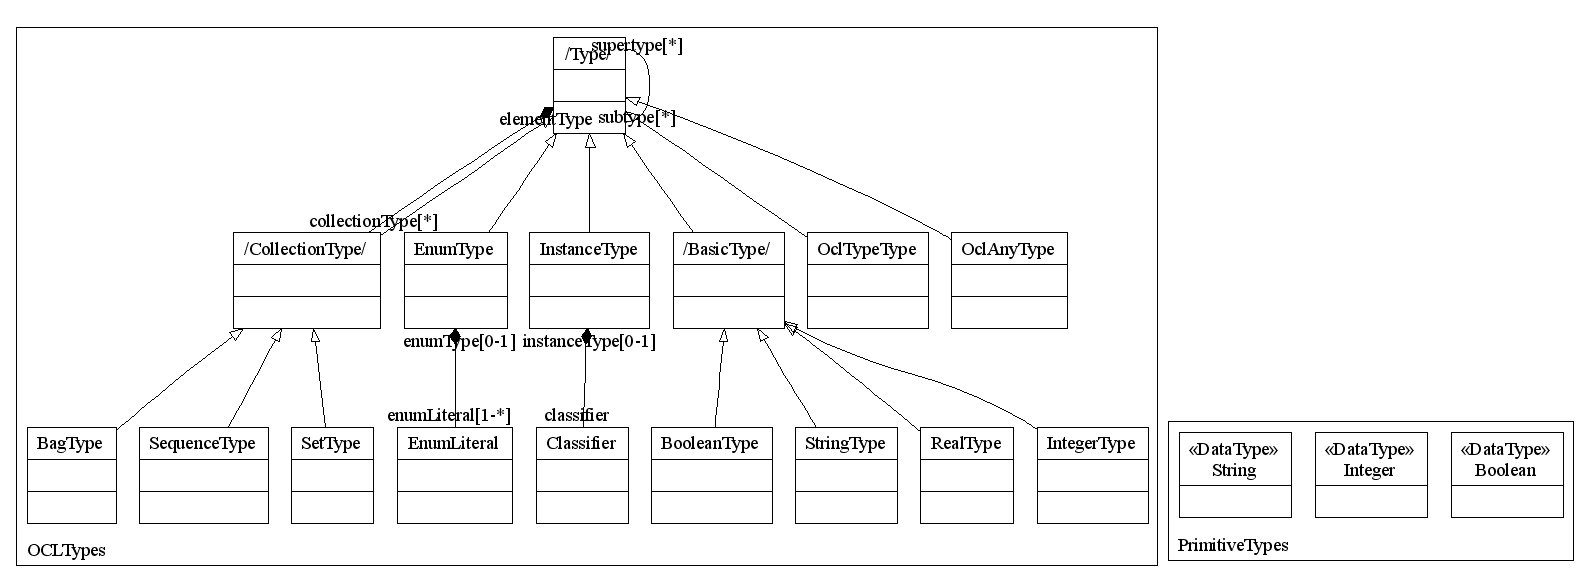 supertype[*]
/Type/
elementType
subtype[*]
collectionType[*]
/CollectionType/
EnumType
InstanceType
/BasicType/
OclTypeType
OclAnyType
enumType[0-1]
instanceType[0-1]
enumLiteral[1-*]
classifier
BagType
SequenceType
SetType
EnumLiteral
Classifier
BooleanType
StringType
RealType
IntegerType
OCLTypes
«DataType»
String
«DataType»
Integer
«DataType»
Boolean
PrimitiveTypes